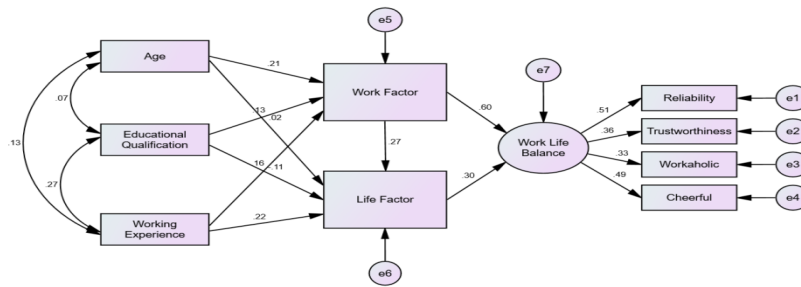 e5
Age
.21
e7
Work Factor
.07
.60
.51
Reliability
e1
.13
.02
.36
Trustworthiness
e2
.13
Educational
Qualification
.27
Work Life
Balance
.33
Workaholic
e3
.16
-.11
.30
.49
Cheerful
e4
.27
Life Factor
.22
Working
Experience
e6